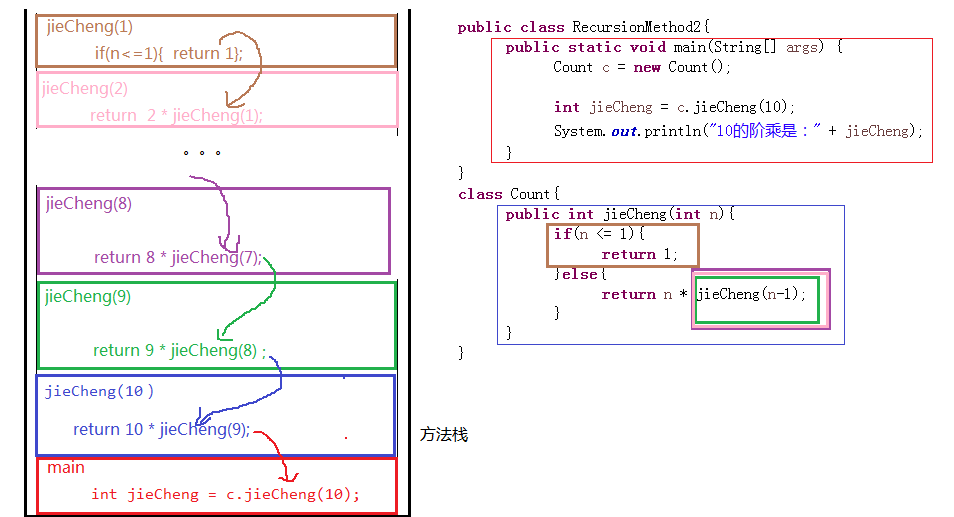 jieCheng(1)
if(n<=1){ return 1};
jieCheng(2)
return 2 * jieCheng(1);
。。。
jieCheng(8)
return 8 * jieCheng(7);
jieCheng(9)
return 9 * jieCheng(8) ;
jieCheng(10 )
return 10 * jieCheng(9);
main
int jieCheng = c.jieCheng(10);
方法栈
public class RecursionMethod2{
public static void main(String[] args) {
Count c = new Count();
int jieCheng = c.jieCheng(10);
System.out.println("10的阶乘是：" + jieCheng);
}
}
class Count{
public int jieCheng(int n){
if(n <= 1){
return 1;
}else{
return n * jieCheng(n-1);
}
}
}